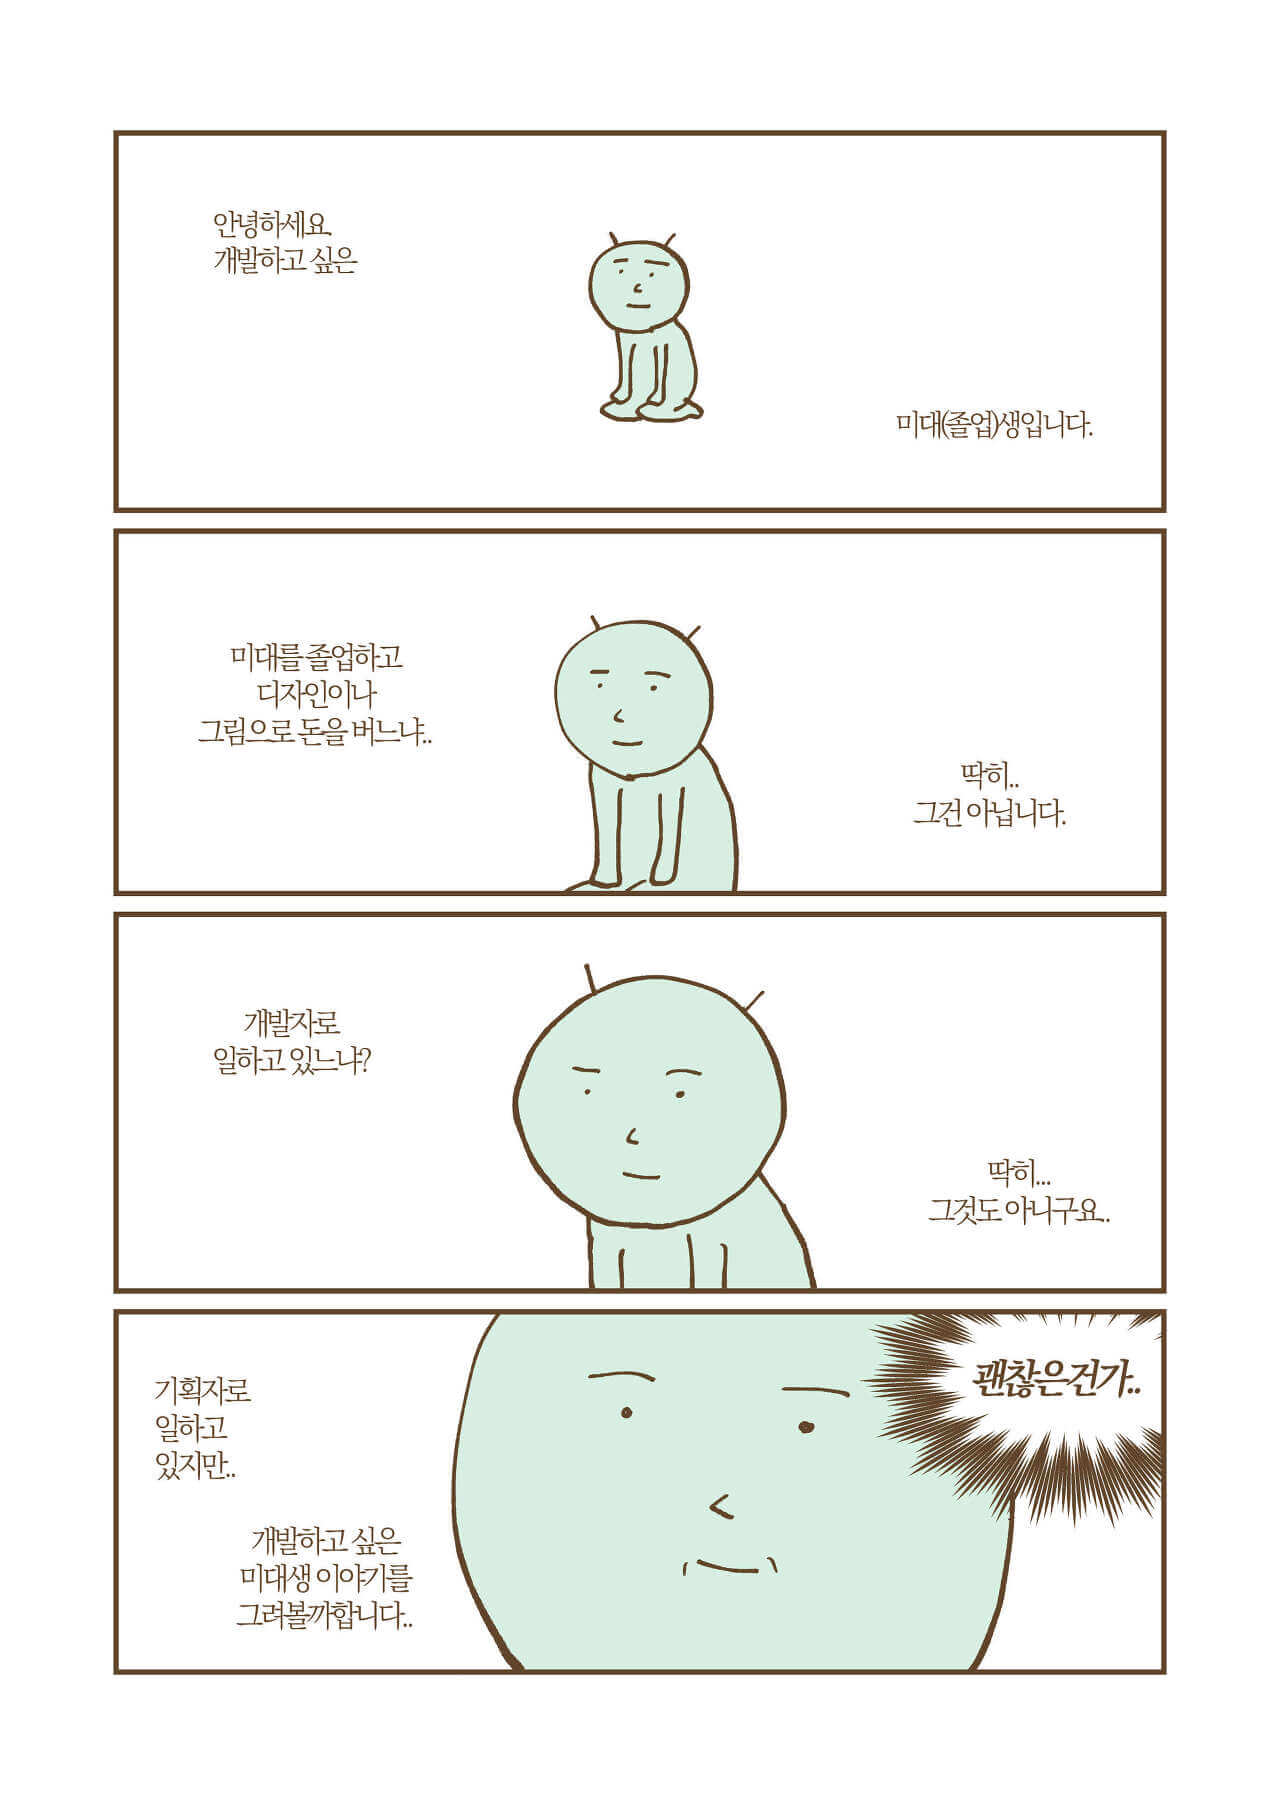 안녕하세요.
개발하고 싶은
미대(졸업)생입니다.
미대를 졸업하고
디자인이나
그림으로 돈을 버느냐..
딱히..
그건 아닙니다.
개발자로
일하고 있느냐?
딱히...
그것도 아니구요..
괜찮은건가..
기획자로
일하고
있지만..
개발하고 싶은
미대생 이야기를
그려볼까합니다..